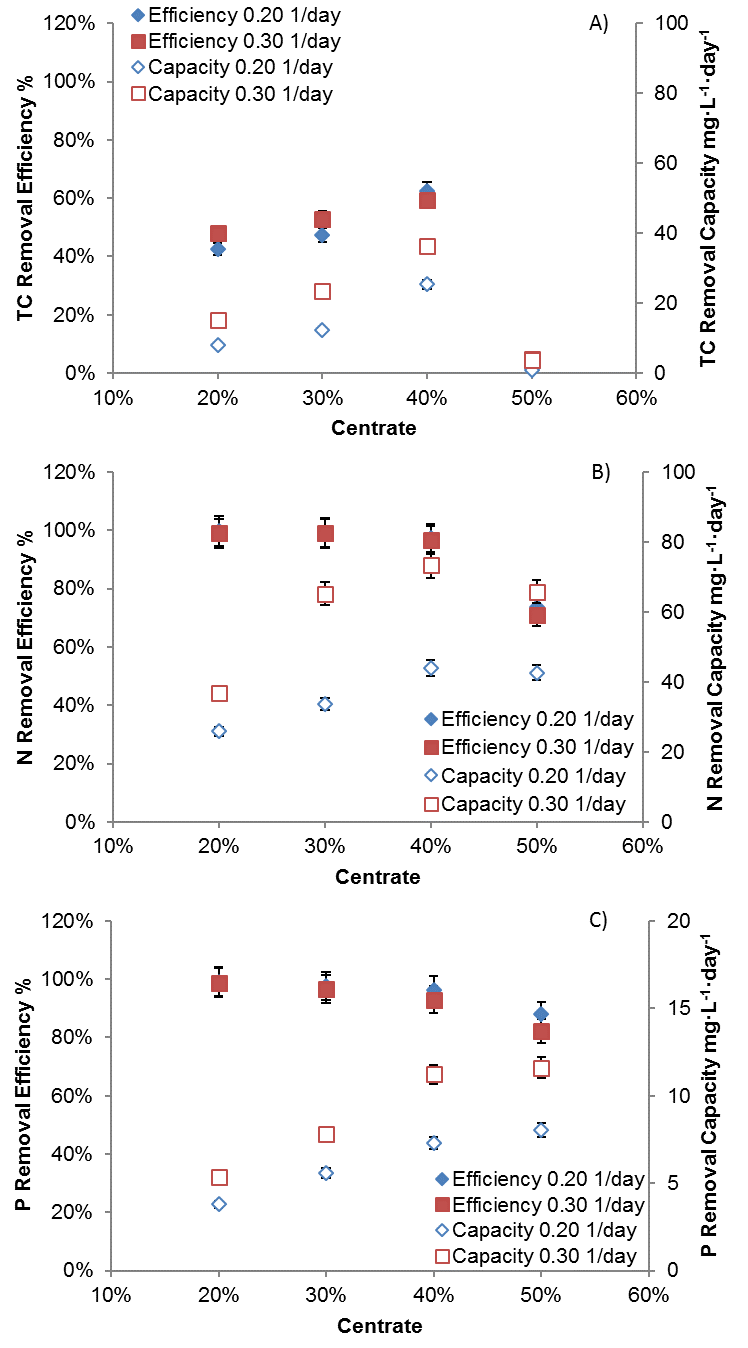 Efficiency 0.20 1/day
Efficiency 0.30 1/day
Capacity 0.20 1/day
Capacity 0.30 1/day
A)
120%
100%
80%
60%
40%
20%
0%
TC Removal Efficiency %
100
80
60
40
20
0
TC Removal Capacity mg·L-1·day-1
10%
20%
30%
40%
50%
60%
Centrate
B)
120%
100%
80%
60%
40%
20%
0%
N Removal Efficiency %
100
80
60
40
20
0
N Removal Capacity mg·L-1·day-1
Efficiency 0.20 1/day
Efficiency 0.30 1/day
Capacity 0.20 1/day
Capacity 0.30 1/day
10%
20%
30%
40%
50%
60%
Centrate
C)
120%
100%
80%
60%
40%
20%
0%
P Removal Efficiency %
20
15
10
5
0
P Removal Capacity mg·L-1·day-1
Efficiency 0.20 1/day
Efficiency 0.30 1/day
Capacity 0.20 1/day
Capacity 0.30 1/day
10%
20%
30%
40%
50%
60%
Centrate